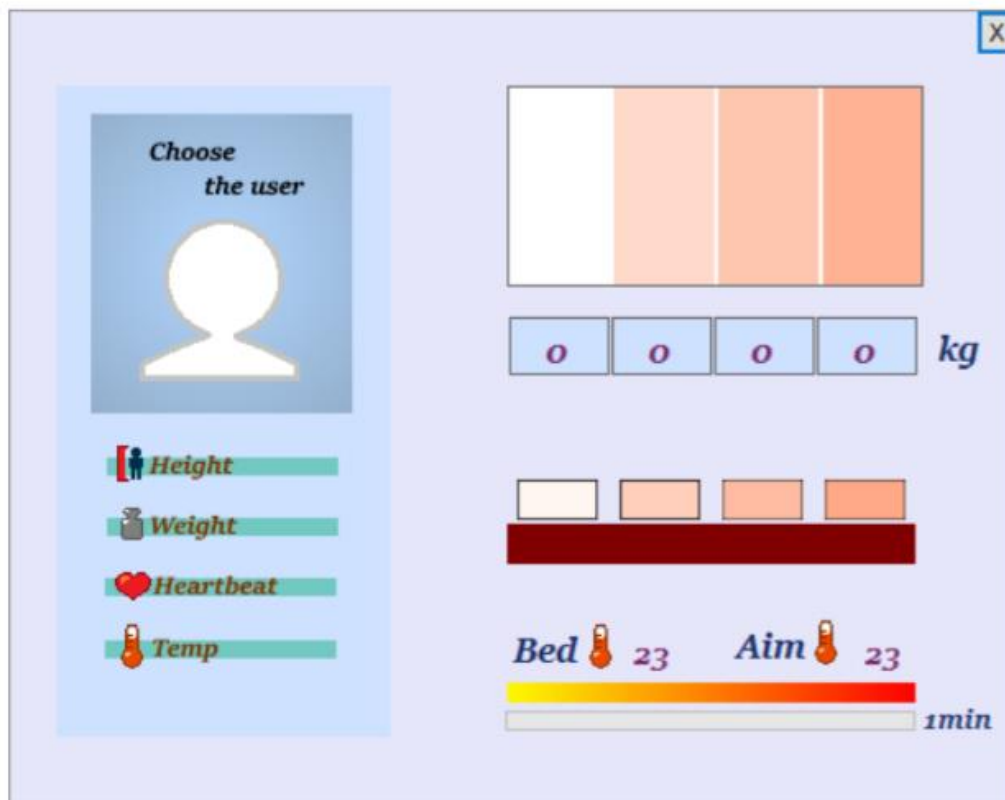 X
Choose
the user
Height
Weight
Heartbeat
Temp
0 0 0 0 kg
Bed 23 Aim 23
1min